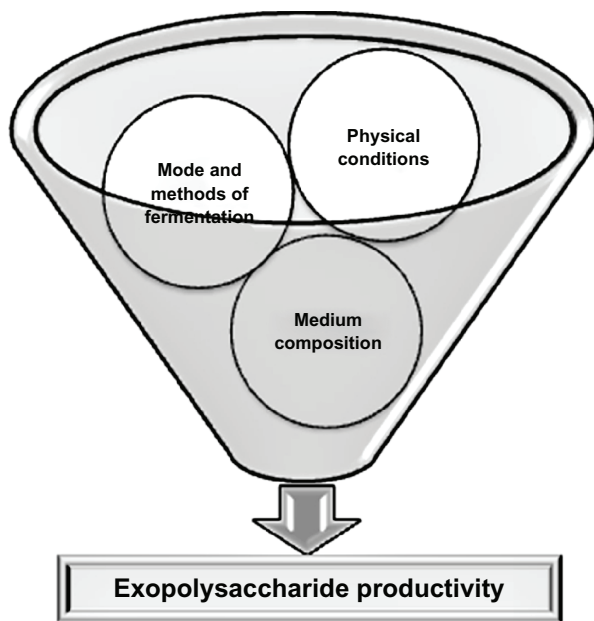 Physical
conditions
Mode and
methods of
fermentation
Medium
composition
Exopolysaccharide productivity